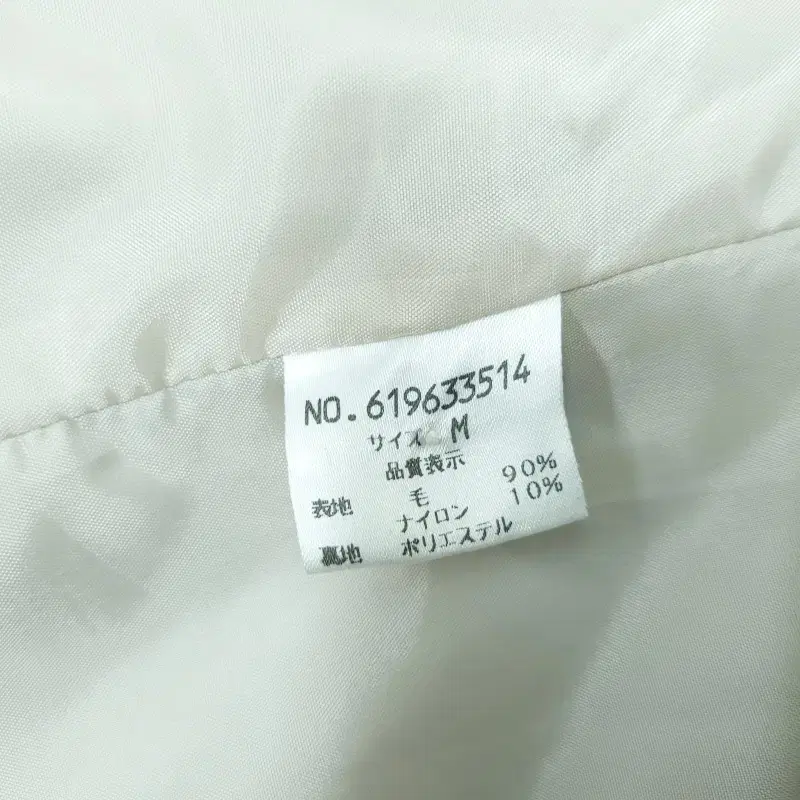 NO.619633514
サイズ M
品質表示
表地 毛 90%
ナイロン 10%
裏地 ポリエステル